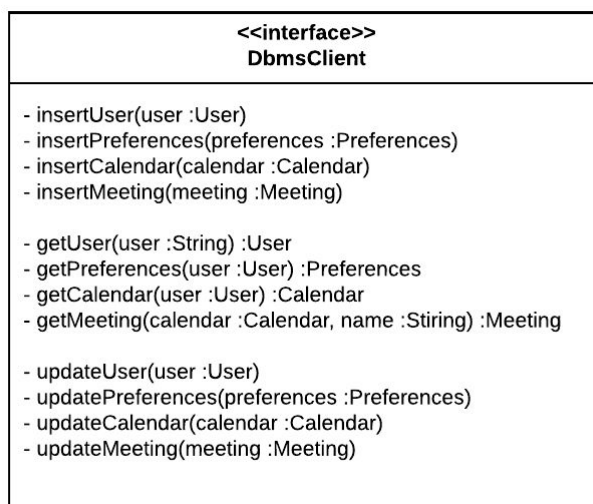 <<interface>>
DbmsClient
- insertUser(user :User)
- insertPreferences(preferences :Preferences)
- insertCalendar(calendar :Calendar)
- insertMeeting(meeting :Meeting)
- getUser(user :String) :User
- getPreferences(user :User) :Preferences
- getCalendar(user :User) :Calendar
- getMeeting(calendar :Calendar, name :Stiring) :Meeting
- updateUser(user :User)
- updatePreferences(preferences :Preferences)
- updateCalendar(calendar :Calendar)
- updateMeeting(meeting :Meeting)